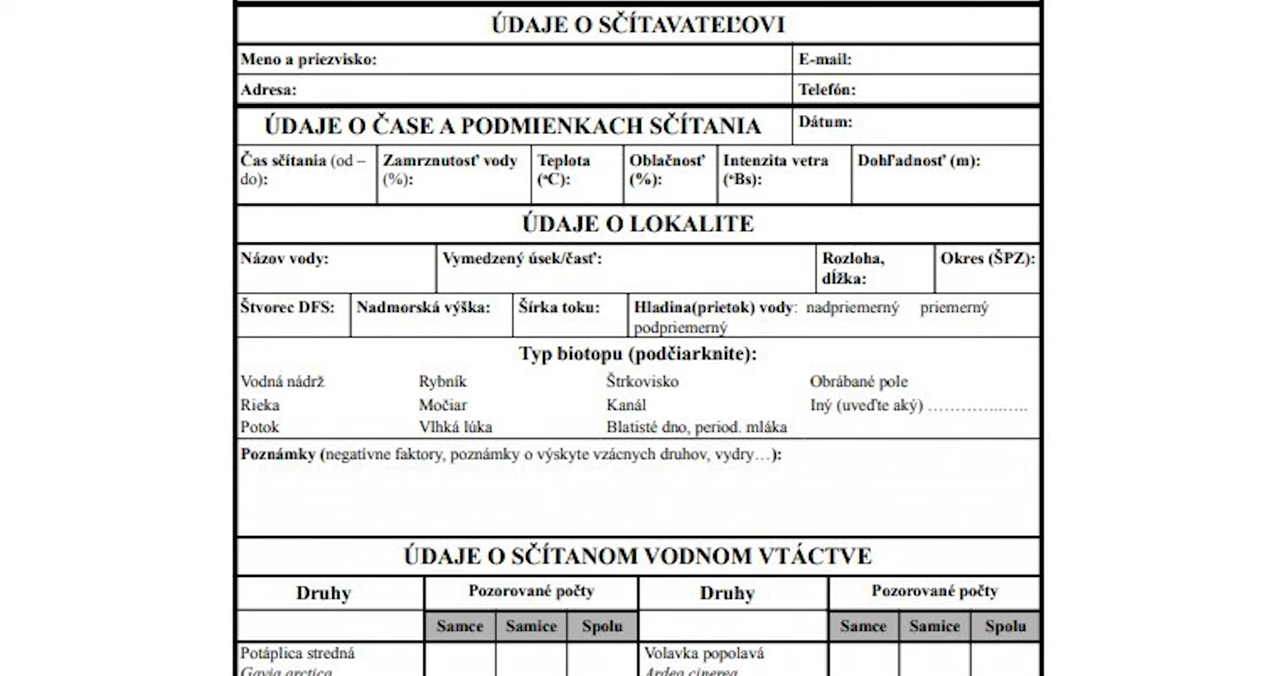 ÚDAJE O SČÍTAVATEĽOVI
Meno a priezvisko: E-mail:
Adresa: Telefón:
ÚDAJE O ČASE A PODMIENKACH SČÍTANIA Dátum:
Čas sčítania (od – Zamrznutosť vody Teplota Oblačnosť Intenzita vetra Dohľadnosť (m):
do): (%): (ºC): (%): (ºBs):
ÚDAJE O LOKALITE
Názov vody: Vymedzený úsek/časť: Rozloha, Okres (ŠPZ):
dĺžka:
Štvorec DFS: Nadmorská výška: Šírka toku: Hladina(prietok) vody: nadpriemerný priemerný
podpriemerný
Typ biotopu (podčiarknite):
Vodná nádrž Rybník Štrkovisko Obrábané pole
Rieka Močiar Kanál Iný (uveďte aký) …………...…...
Potok Vlhká lúka Blatisté dno, period. mláka
Poznámky (negatívne faktory, poznámky o výskyte vzácnych druhov, vydry…):
ÚDAJE O SČÍTANOM VODNOM VTÁCTVE
Druhy Pozorované počty Druhy Pozorované počty
Samce Samice Spolu Samce Samice Spolu
Potáplica stredná Volavka popolavá
Gavia arctica Ardea cinerea